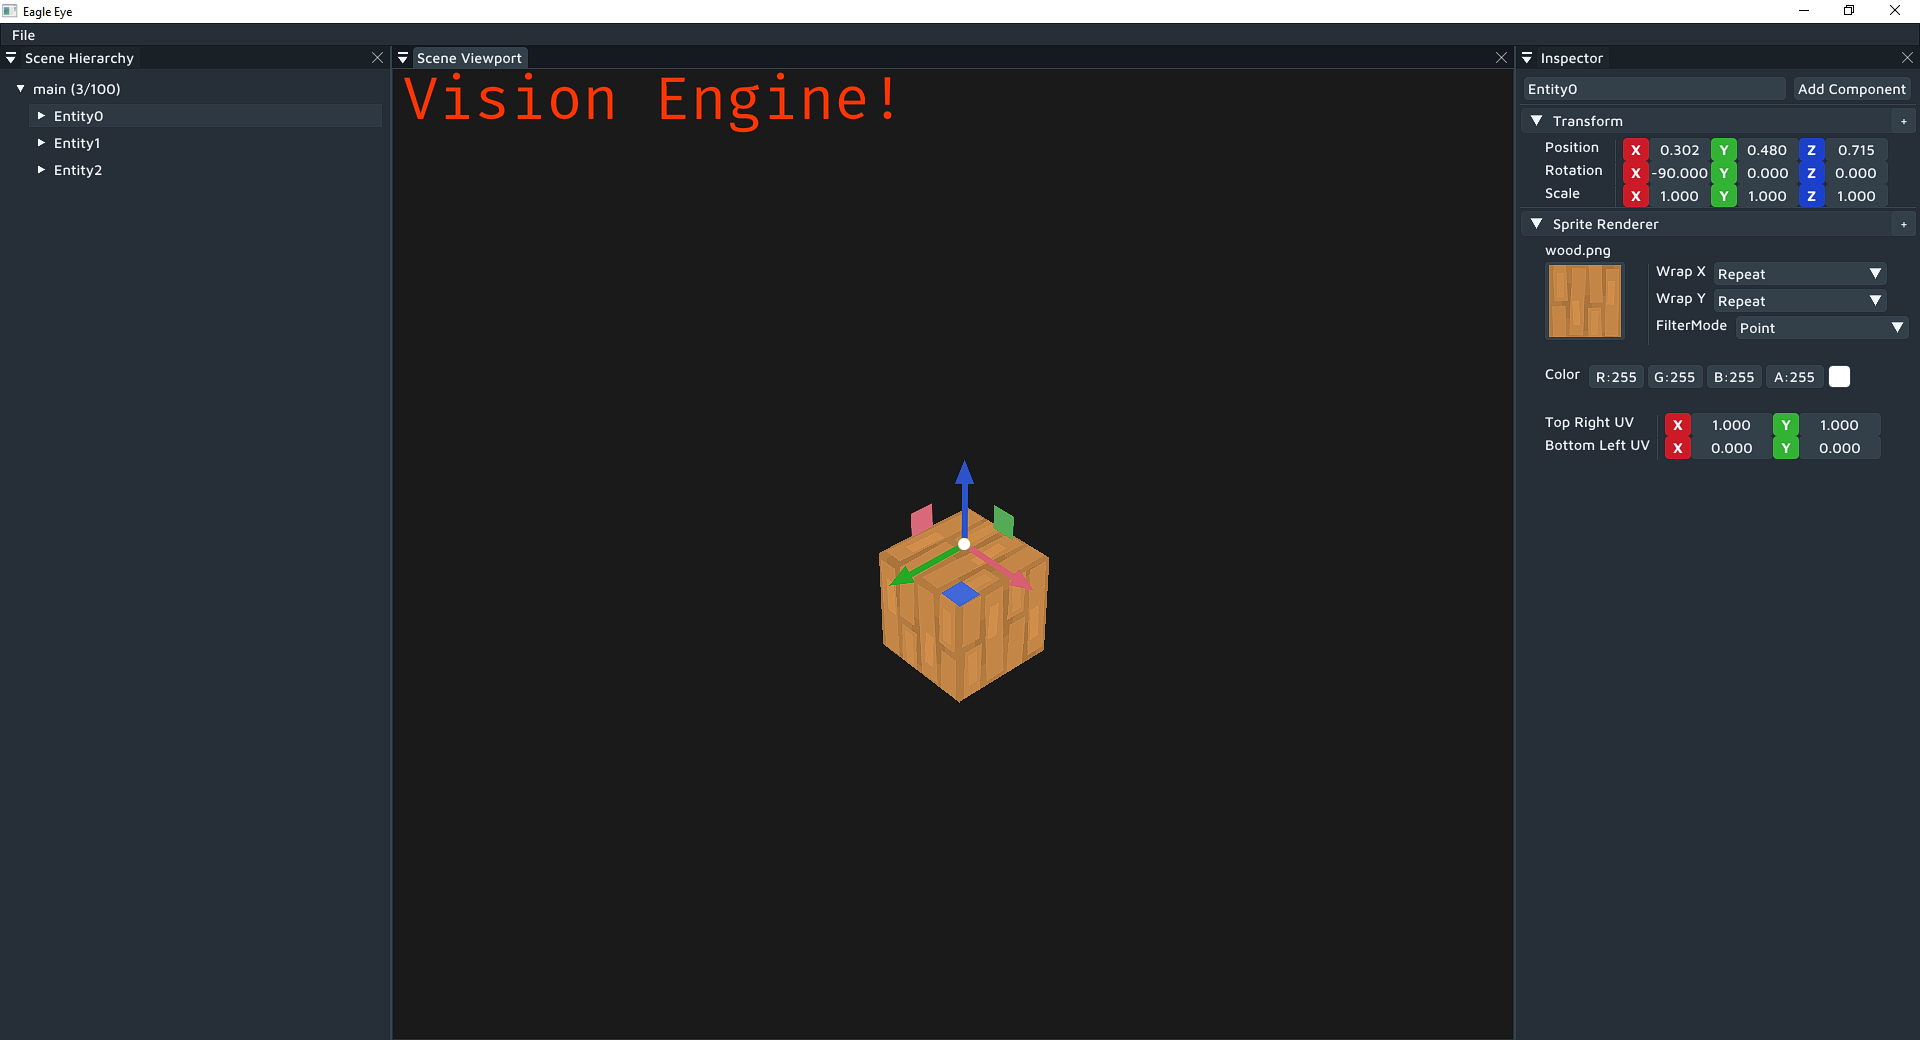 Eagle Eye
File
Scene Hierarchy
main (3/100)
Entity0
Entity1
Entity2
Scene Viewport
Vision Engine!
Inspector
Entity0 Add Component
Transform +
Position X 0.302 Y 0.480 Z 0.715
Rotation X -90.000 Y 0.000 Z 0.000
Scale X 1.000 Y 1.000 Z 1.000
Sprite Renderer +
wood.png
Wrap X Repeat
Wrap Y Repeat
FilterMode Point
Color R:255 G:255 B:255 A:255
Top Right UV X 1.000 Y 1.000
Bottom Left UV X 0.000 Y 0.000